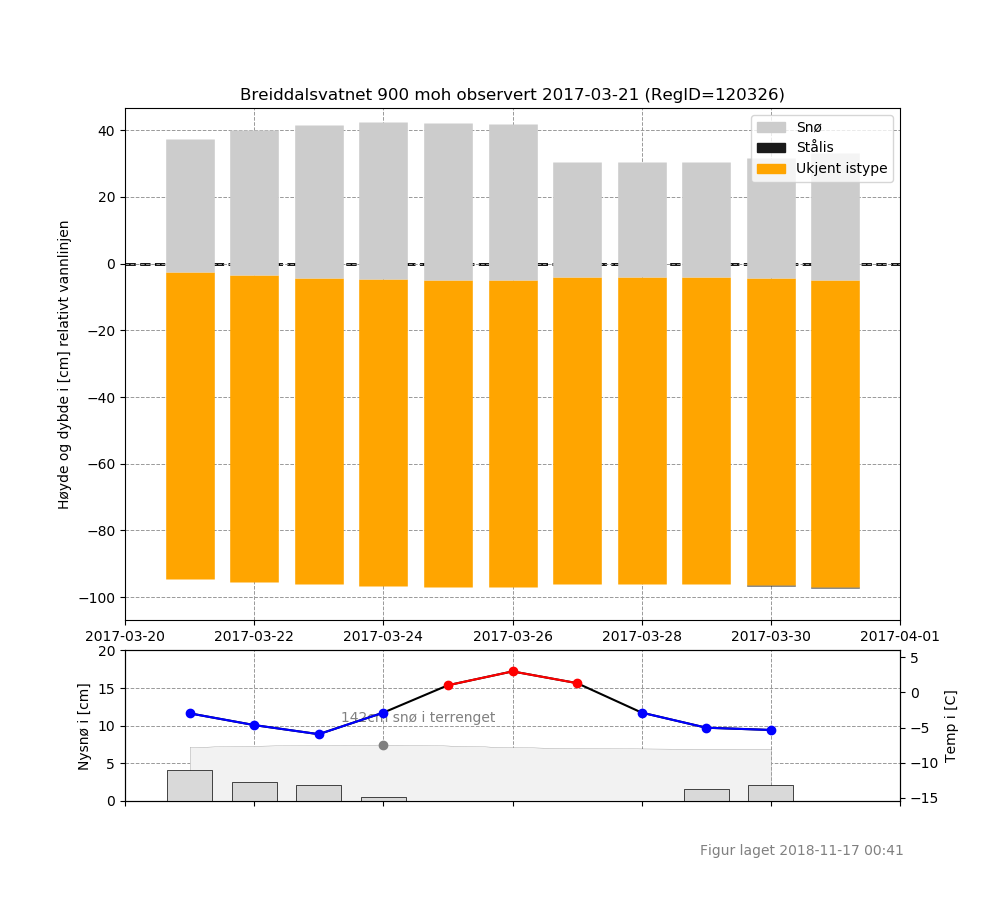 Breiddalsvatnet 900 moh observert 2017-03-21 (RegID=120326)
Snø
Stålis
Ukjent istype
Høyde og dybde i [cm] relativt vannlinjen
40
20
0
−20
−40
−60
−80
−100
2017-03-20 2017-03-22 2017-03-24 2017-03-26 2017-03-28 2017-03-30 2017-04-01
Nysnø i [cm]
20
15
10
5
0
142cm snø i terrenget
5
0
−5
−10
−15
Temp i [C]
Figur laget 2018-11-17 00:41